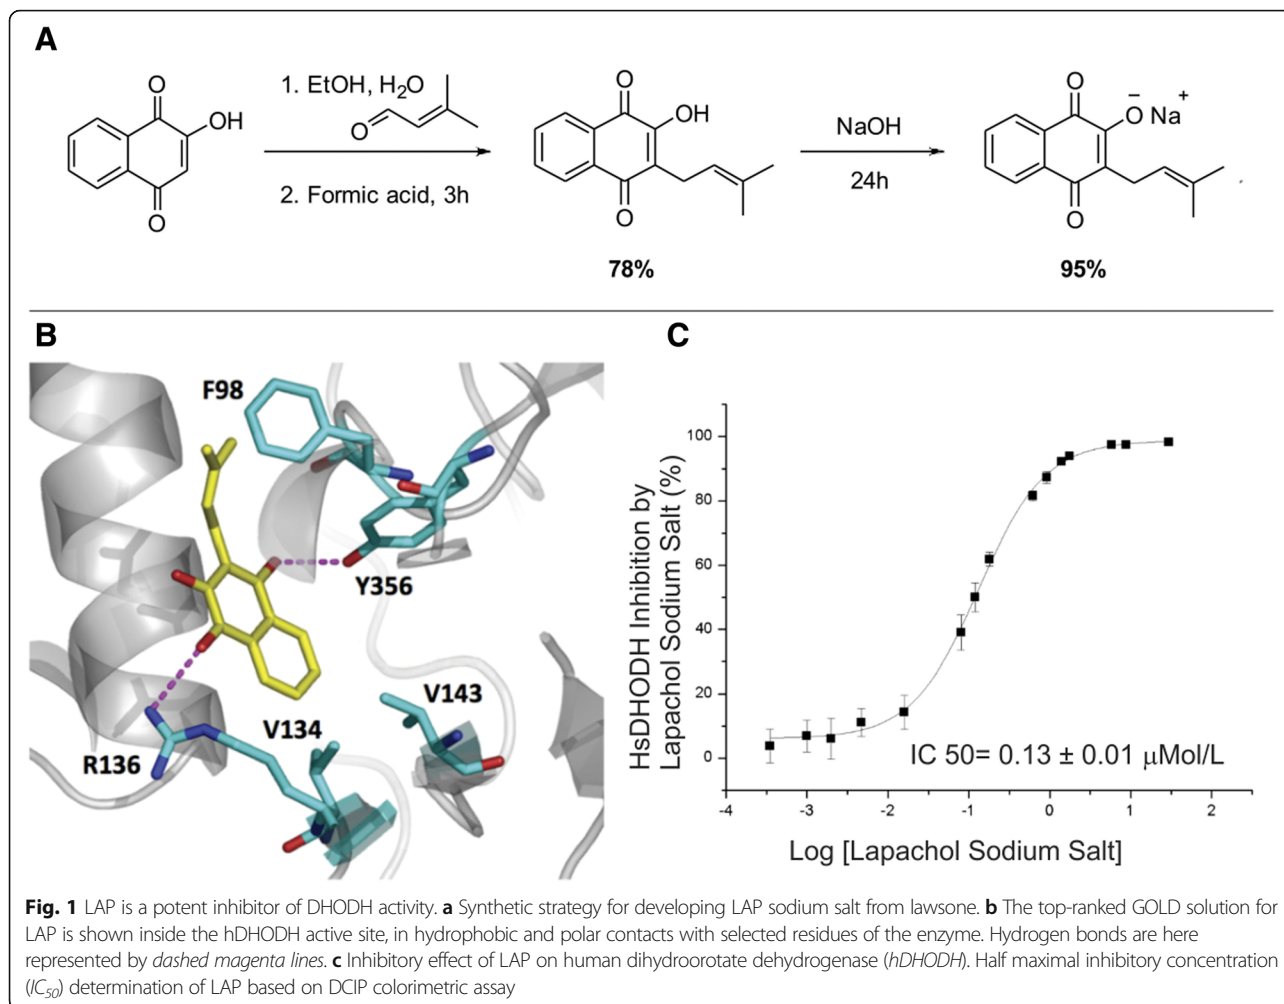 A
O
OH
O
1. EtOH, H2O
O
2. Formic acid, 3h
O
OH
O
78%
NaOH
24h
O
O− Na+
O
95%
B
F98
Y356
V143
V134
R136
C
HsDHODH Inhibition by
Lapachol Sodium Salt (%)
100
80
60
40
20
0
IC 50= 0.13 ± 0.01 µMol/L
-4 -3 -2 -1 0 1 2
Log [Lapachol Sodium Salt]
Fig. 1 LAP is a potent inhibitor of DHODH activity. a Synthetic strategy for developing LAP sodium salt from lawsone. b The top-ranked GOLD solution for
LAP is shown inside the hDHODH active site, in hydrophobic and polar contacts with selected residues of the enzyme. Hydrogen bonds are here
represented by dashed magenta lines. c Inhibitory effect of LAP on human dihydroorotate dehydrogenase (hDHODH). Half maximal inhibitory concentration
(IC50) determination of LAP based on DCIP colorimetric assay